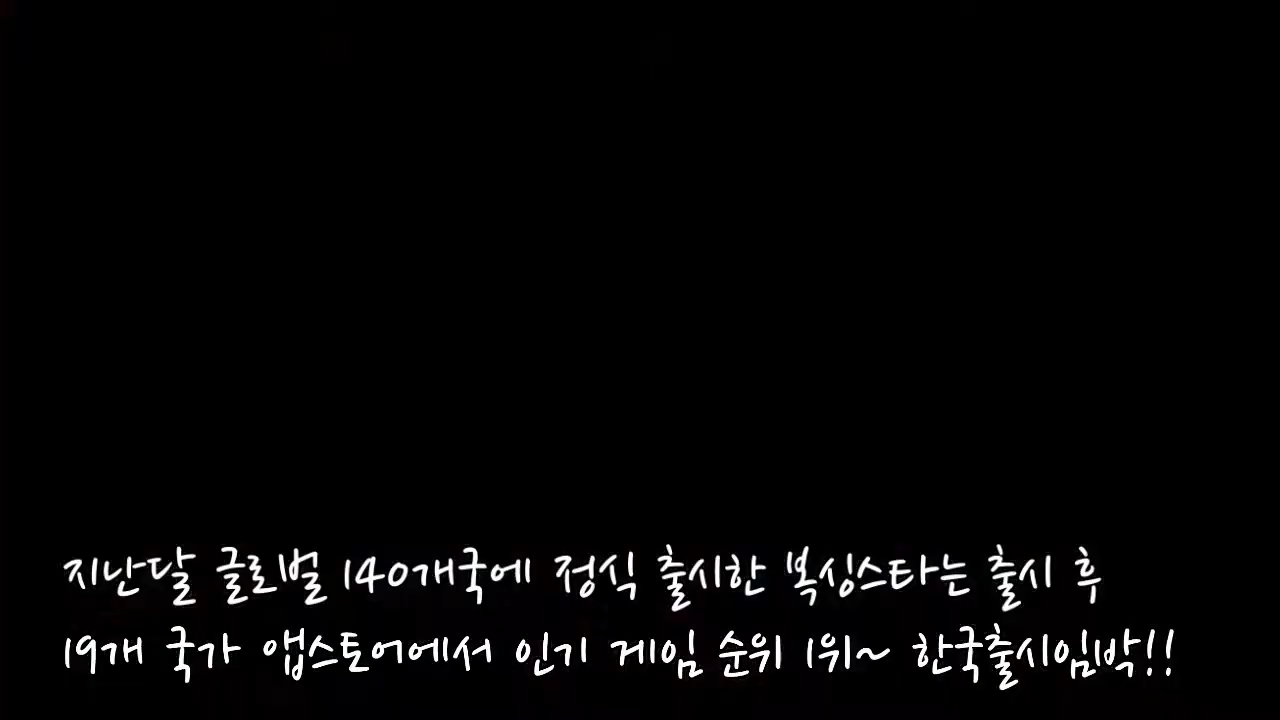 지난달 글로벌 140개국에 정식 출시한 복싱스타는 출시 후
19개 국가 앱스토어에서 인기 게임 순위 1위~ 한국출시임박!!